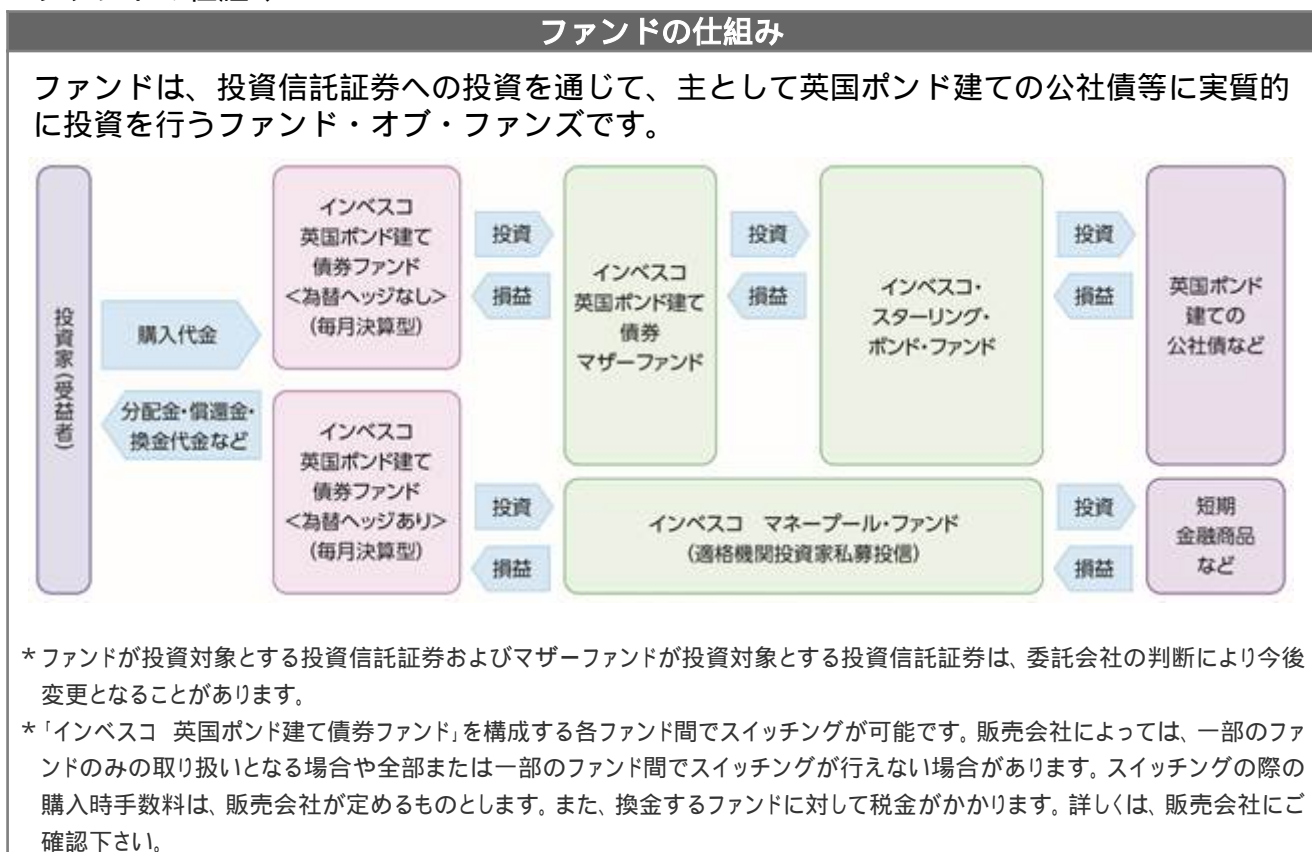 ファンドの仕組み
ファンドは、投資信託証券への投資を通じて、主として英国ポンド建ての公社債等に実質的
に投資を行うファンド・オブ・ファンズです。
投資家(受益者)
購入代金
分配金・償還金・
換金代金など
インベスコ
英国ポンド建て
債券ファンド
<為替ヘッジなし>
(毎月決算型)
インベスコ
英国ポンド建て
債券ファンド
<為替ヘッジあり>
(毎月決算型)
投資
損益
インベスコ
英国ポンド建て
債券
マザーファンド
投資
損益
インベスコ・
スターリング・
ボンド・ファンド
投資
損益
英国ポンド
建ての
公社債など
投資
損益
インベスコ マネープール・ファンド
(適格機関投資家私募投信)
投資
損益
短期
金融商品
など
*ファンドが投資対象とする投資信託証券およびマザーファンドが投資対象とする投資信託証券は、委託会社の判断により今後
変更となることがあります。
*「インベスコ 英国ポンド建て債券ファンド」を構成する各ファンド間でスイッチングが可能です。販売会社によっては、一部のファ
ンドのみの取り扱いとなる場合や全部または一部のファンド間でスイッチングが行えない場合があります。スイッチングの際の
購入時手数料は、販売会社が定めるものとします。また、換金するファンドに対して税金がかかります。詳しくは、販売会社にご
確認下さい。